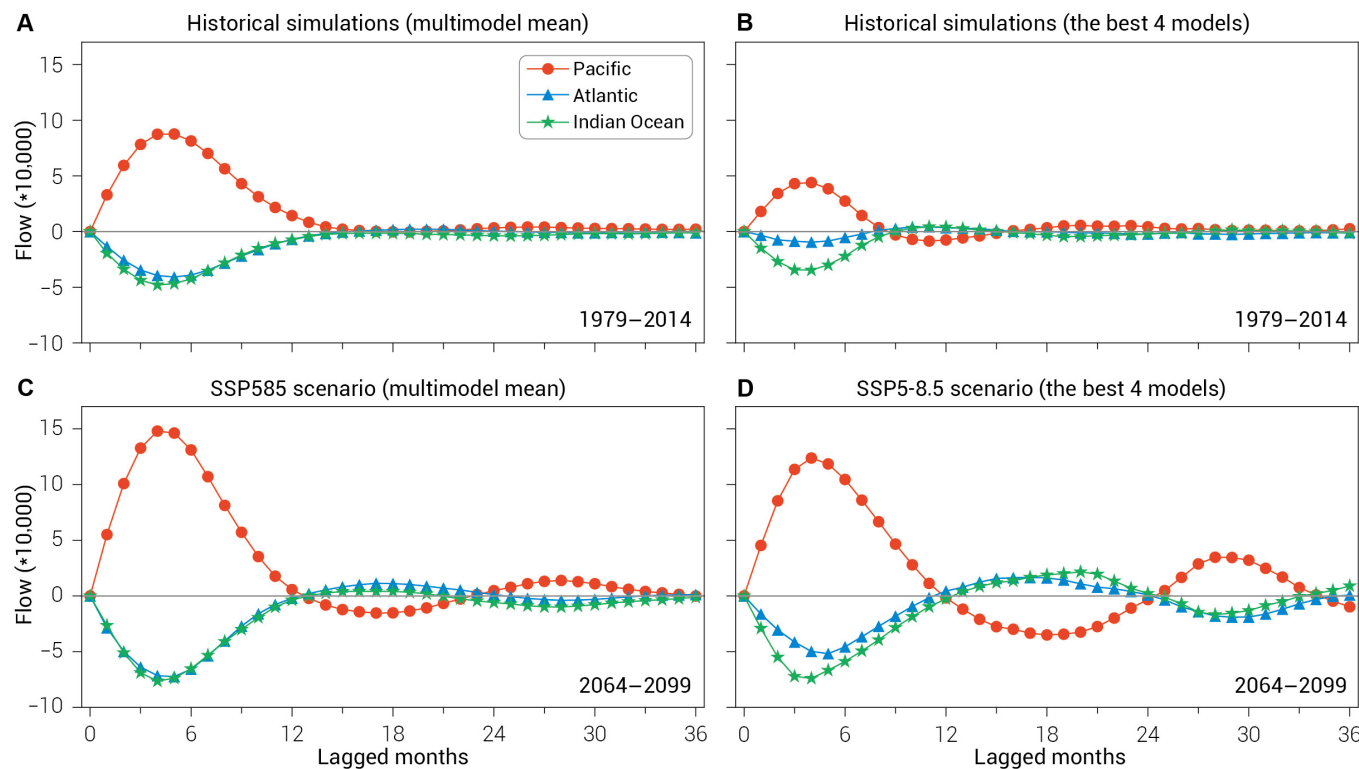 A Historical simulations (multimodel mean)
15
10
5
0
−5
−10
Flow (*10,000)
Pacific
Atlantic
Indian Ocean
1979–2014
B Historical simulations (the best 4 models)
1979–2014
C SSP585 scenario (multimodel mean)
15
10
5
0
−5
−10
Flow (*10,000)
2064–2099
0 6 12 18 24 30 36
Lagged months
D SSP5-8.5 scenario (the best 4 models)
2064–2099
0 6 12 18 24 30 36
Lagged months